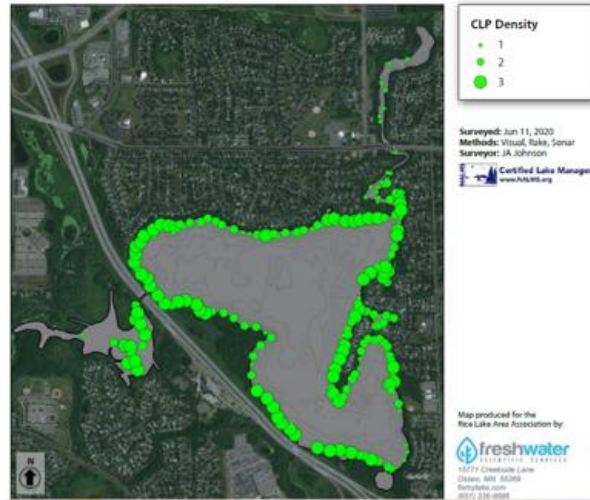 CLP Density
1
2
3
Surveyed: Jun 11, 2020
Methods: Visual, Rake, Sonar
Surveyor: JA Johnson
Certified Lake Manager
www.NALMS.org
N
Map produced for the
Rice Lake Area Association by:
freshwater
SCIENTIFIC SERVICES
Creekside Lane